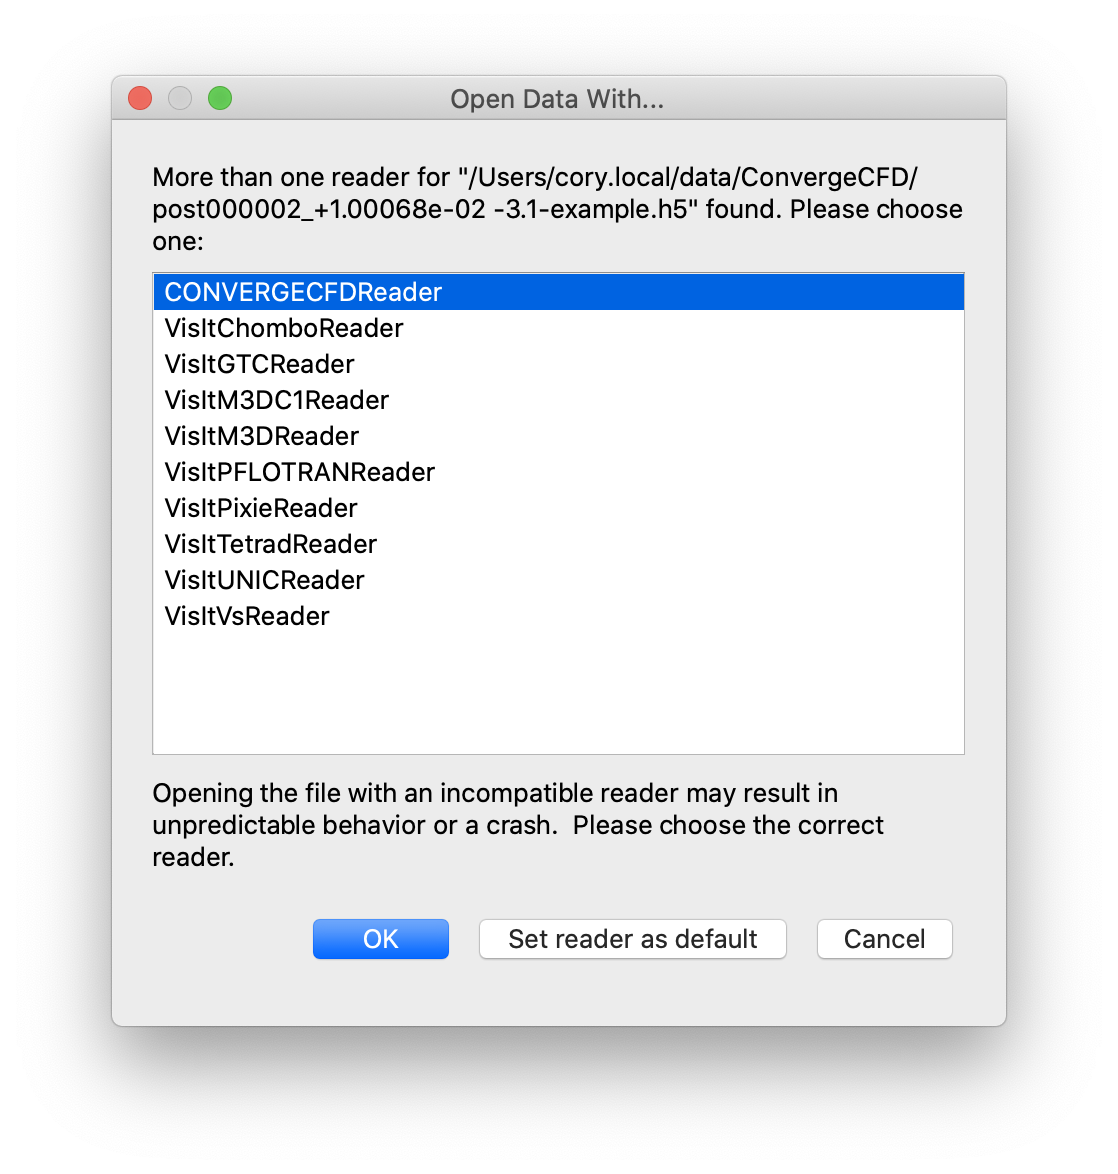 Open Data With...
More than one reader for "/Users/cory.local/data/ConvergeCFD/
post000002_+1.00068e-02 -3.1-example.h5" found. Please choose
one:
CONVERGECFDReader
VisItChomboReader
VisItGTCReader
VisItM3DC1Reader
VisItM3DReader
VisItPFLOTRANReader
VisItPixieReader
VisItTetradReader
VisItUNICReader
VisItVsReader
Opening the file with an incompatible reader may result in
unpredictable behavior or a crash.  Please choose the correct
reader.
OK Set reader as default Cancel